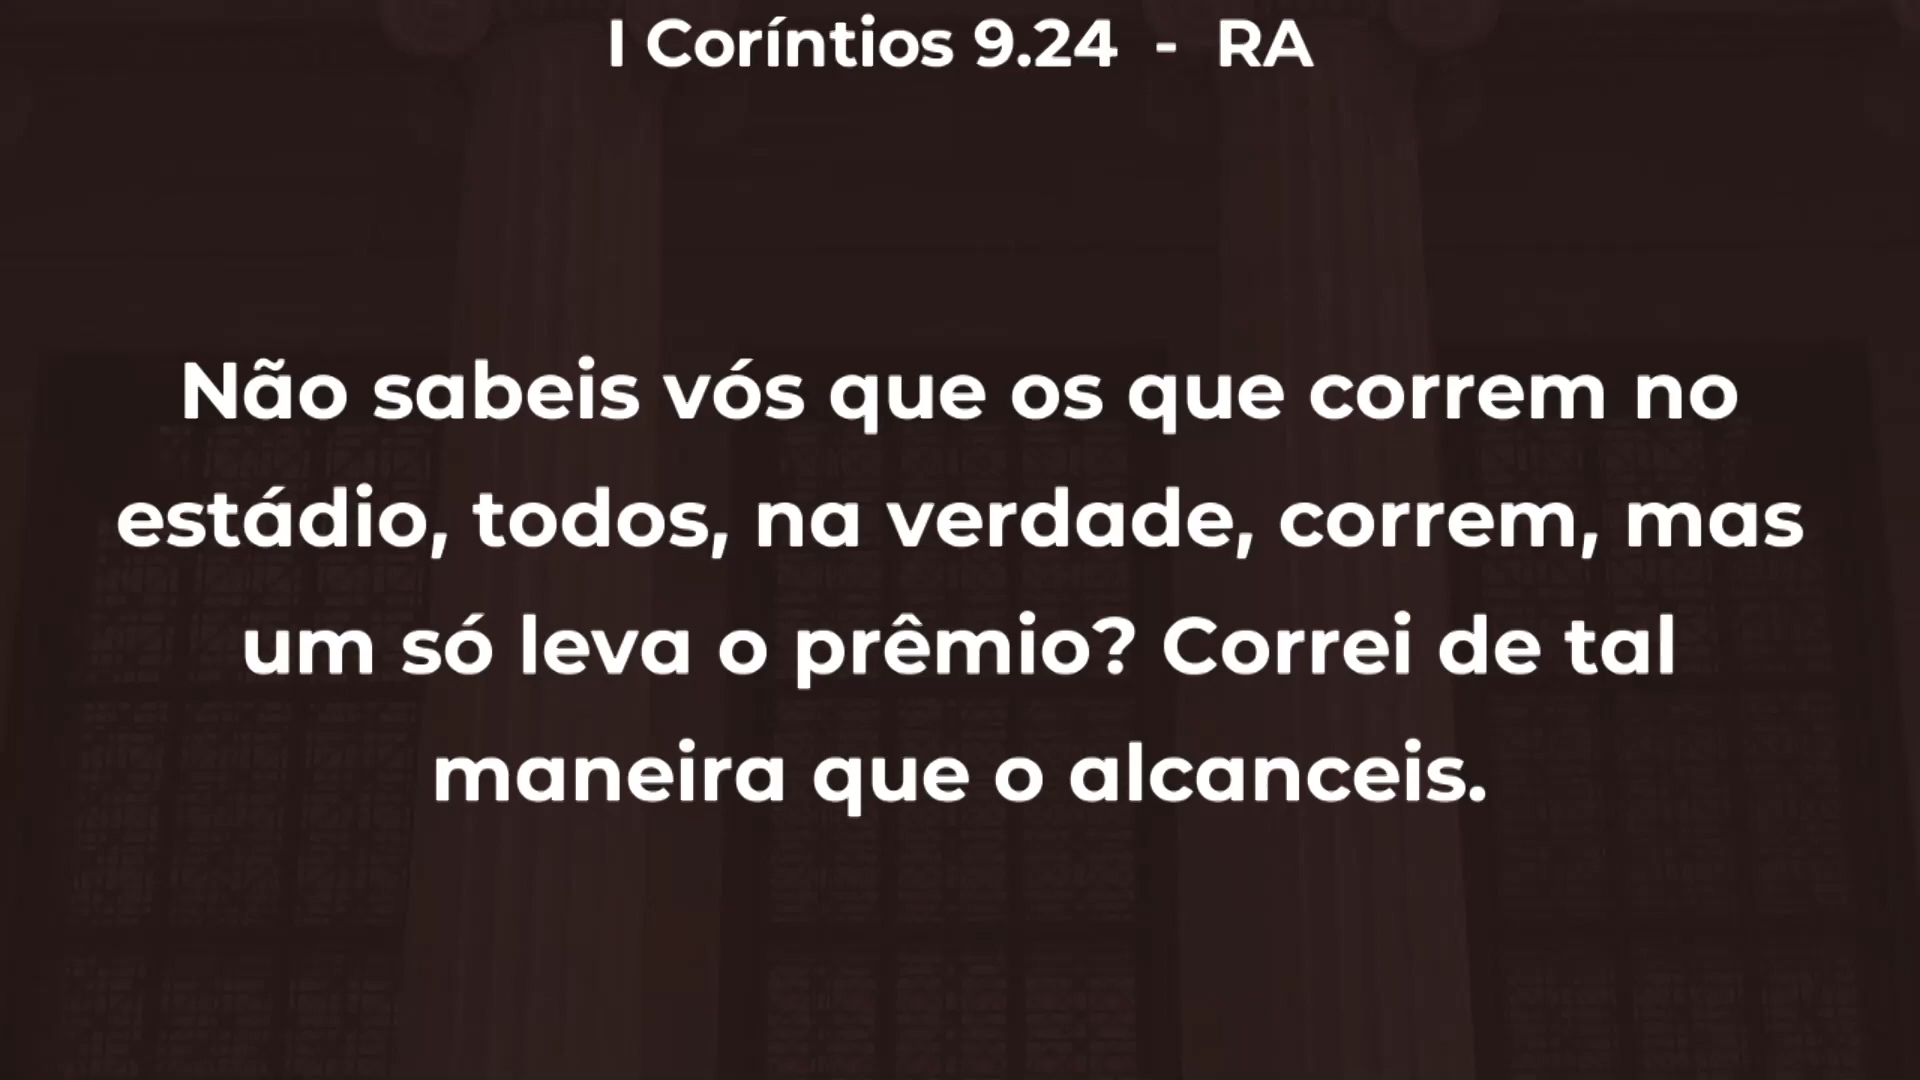 I Coríntios 9.24 - RA
Não sabeis vós que os que correm no
estádio, todos, na verdade, correm, mas
um só leva o prêmio? Correi de tal
maneira que o alcanceis.